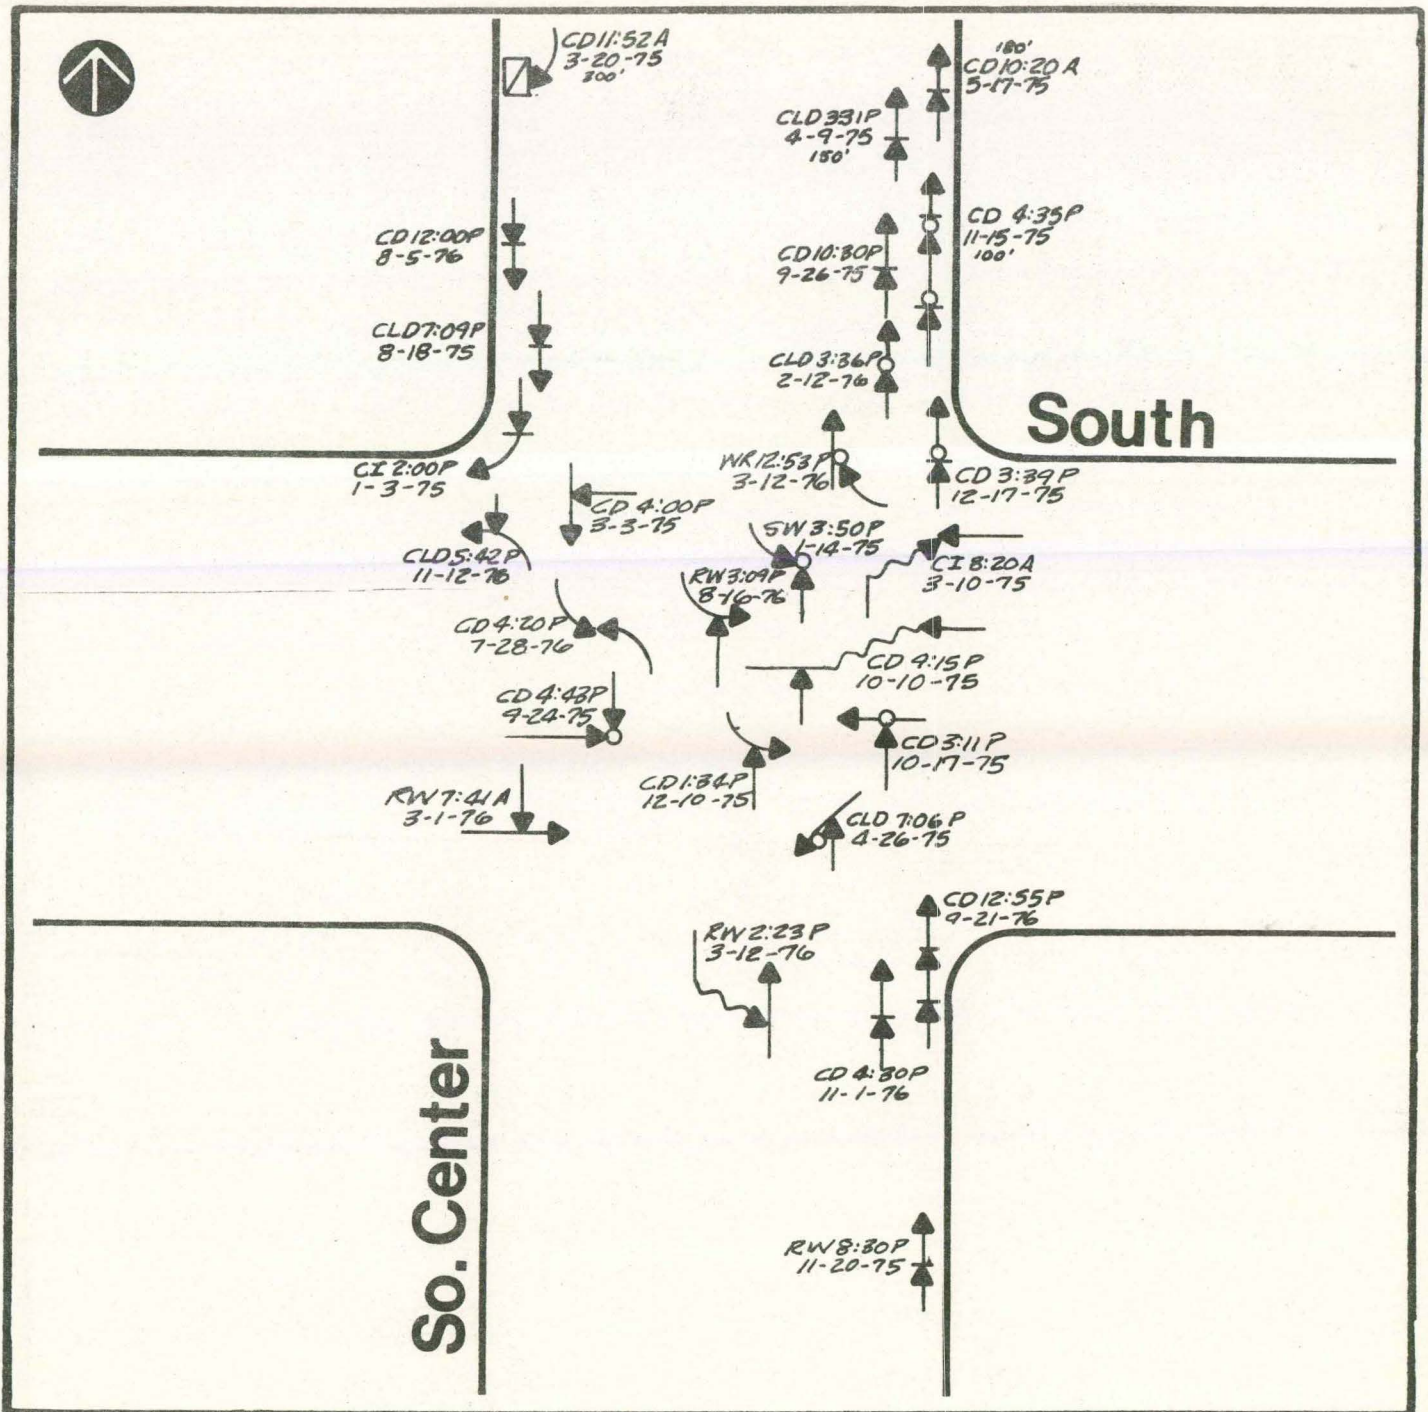 CD 11:52A
3-20-75
300'
180'
CD 10:20 A
5-17-75
CLD 331P
4-9-75
150'
CD 12:00P
8-5-76
CD 4:35P
11-15-75
100'
CD 10:30P
9-26-75
CLD 7:09P
8-18-75
CLD 3:36P
2-12-76
South
CI 2:00P
1-3-75
WR 12:53P
3-12-76
CD 3:39P
12-17-75
CD 4:00P
3-3-75
SW 3:50P
1-14-75
CLD 5:42P
11-12-76
RW 3:09P
8-16-76
CI 8:20A
3-10-75
CD 4:20P
7-28-76
CD 9:15P
10-10-75
CD 4:43P
9-24-75
CD 3:11P
10-17-75
CD 1:34P
12-10-75
RW 7:41A
3-1-76
CLD 7:06P
4-26-75
CD 12:55P
9-21-76
RW 2:23P
3-12-76
CD 4:30P
11-1-76
So. Center
RW 8:30P
11-20-75